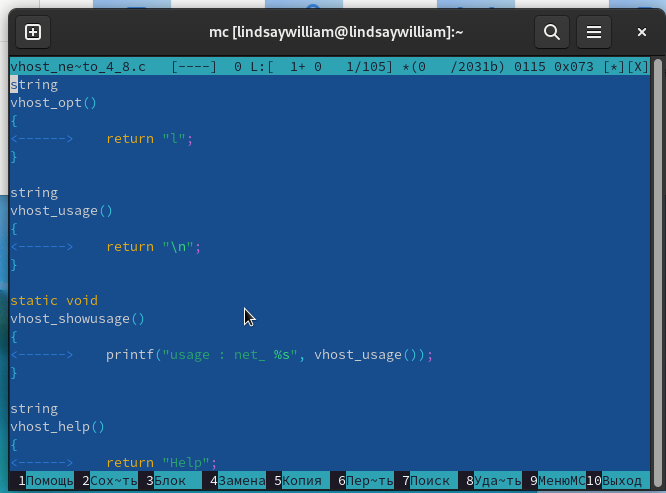 mc [lindsaywilliam@lindsaywilliam]:~
vhost_ne~to_4_8.c   [----]  0 L:[  1+ 0   1/105] *(0   /2031b) 0115 0x073 [*][X]
string
vhost_opt()
{
<------>    return "l";
}
string
vhost_usage()
{
<------>    return "\n";
}
static void
vhost_showusage()
{
<------>    printf("usage : net_ %s", vhost_usage());
}
string
vhost_help()
{
<------>    return "Help";
1Помощь 2Сох~ть 3Блок 4Замена 5Копия 6Пер~ть 7Поиск 8Уда~ть 9МенюМС 10Выход